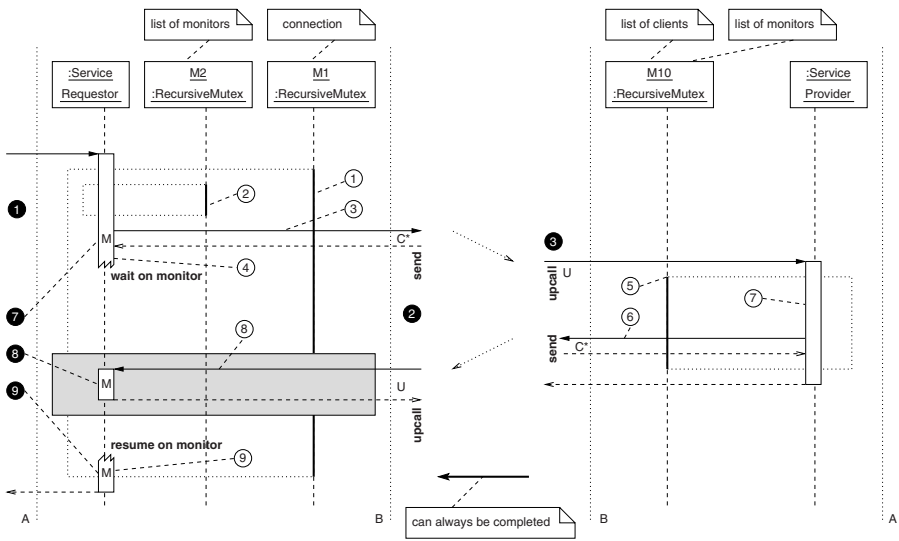 list of monitors
connection
list of clients
list of monitors
:Service
Requestor
M2
:RecursiveMutex
M1
:RecursiveMutex
M10
:RecursiveMutex
:Service
Provider
1
2
1
3
M
C*
send
3
4
wait on monitor
upcall
U
5
7
7
2
6
8
send
C*
8
M
U
9
upcall
resume on monitor
M
9
can always be completed
A
B
B
A